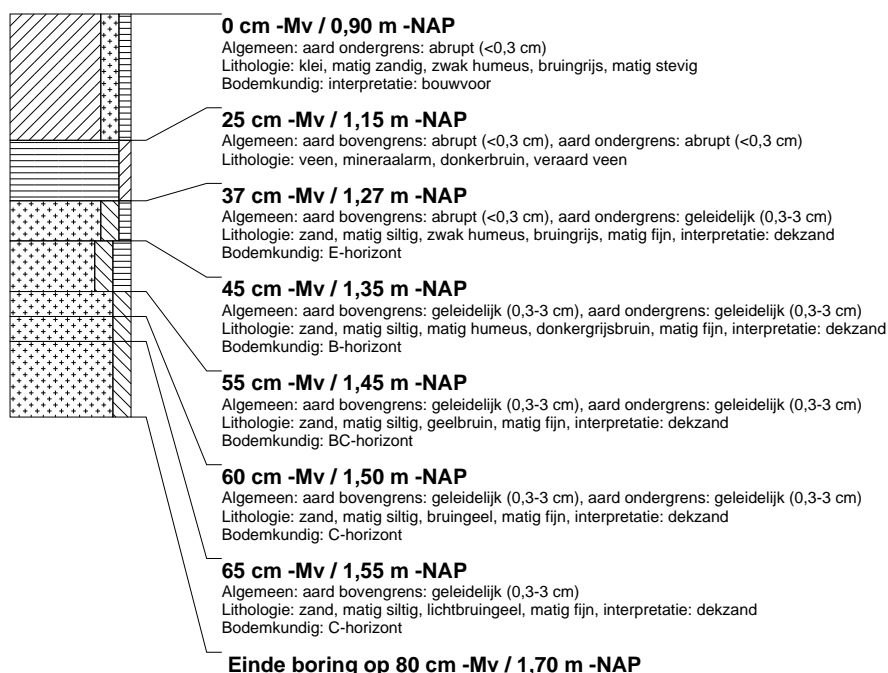 0 cm -Mv / 0,90 m -NAP
Algemeen: aard ondergrens: abrupt (<0,3 cm)
Lithologie: klei, matig zandig, zwak humeus, bruingrijs, matig stevig
Bodemkundig: interpretatie: bouwvoor
25 cm -Mv / 1,15 m -NAP
Algemeen: aard bovengrens: abrupt (<0,3 cm), aard ondergrens: abrupt (<0,3 cm)
Lithologie: veen, mineraalarm, donkerbruin, veraard veen
37 cm -Mv / 1,27 m -NAP
Algemeen: aard bovengrens: abrupt (<0,3 cm), aard ondergrens: geleidelijk (0,3-3 cm)
Lithologie: zand, matig siltig, zwak humeus, bruingrijs, matig fijn, interpretatie: dekzand
Bodemkundig: E-horizont
45 cm -Mv / 1,35 m -NAP
Algemeen: aard bovengrens: geleidelijk (0,3-3 cm), aard ondergrens: geleidelijk (0,3-3 cm)
Lithologie: zand, matig siltig, matig humeus, donkergrijsbruin, matig fijn, interpretatie: dekzand
Bodemkundig: B-horizont
55 cm -Mv / 1,45 m -NAP
Algemeen: aard bovengrens: geleidelijk (0,3-3 cm), aard ondergrens: geleidelijk (0,3-3 cm)
Lithologie: zand, matig siltig, geelbruin, matig fijn, interpretatie: dekzand
Bodemkundig: BC-horizont
60 cm -Mv / 1,50 m -NAP
Algemeen: aard bovengrens: geleidelijk (0,3-3 cm), aard ondergrens: geleidelijk (0,3-3 cm)
Lithologie: zand, matig siltig, bruingeel, matig fijn, interpretatie: dekzand
Bodemkundig: C-horizont
65 cm -Mv / 1,55 m -NAP
Algemeen: aard bovengrens: geleidelijk (0,3-3 cm)
Lithologie: zand, matig siltig, lichtbruingeel, matig fijn, interpretatie: dekzand
Bodemkundig: C-horizont
Einde boring op 80 cm -Mv / 1,70 m -NAP